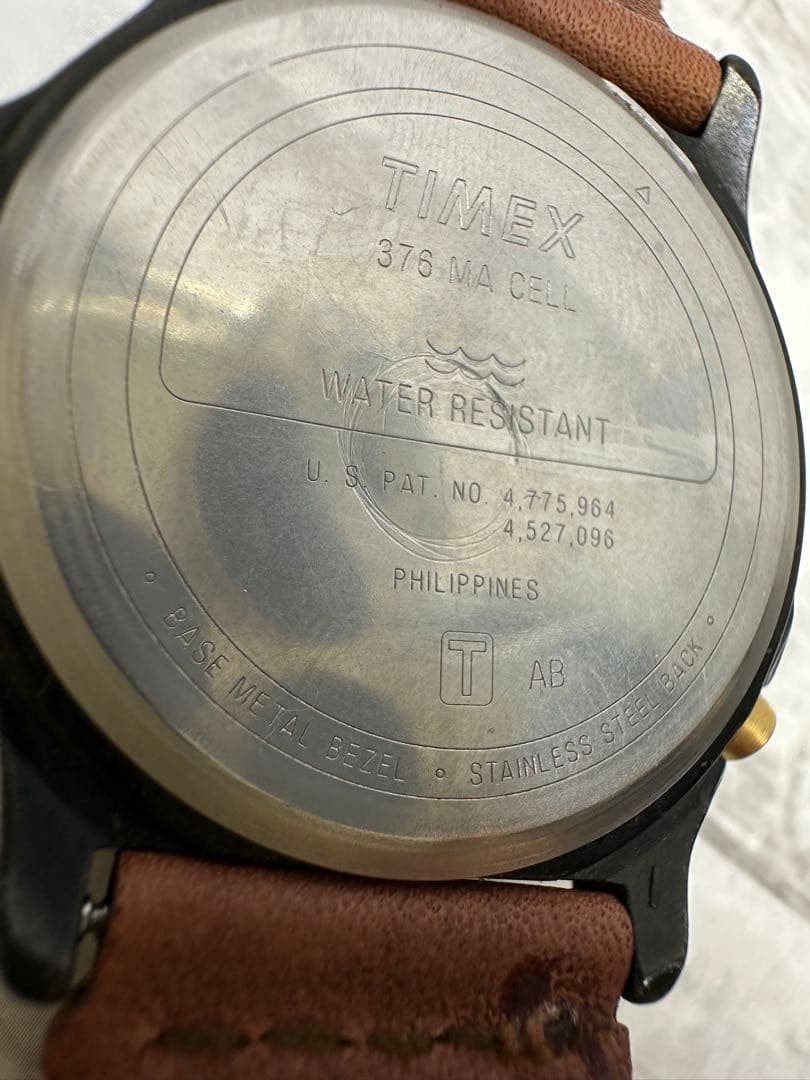 TIMEX
376 MA CELL
WATER RESISTANT
U. S. PAT. NO. 4,775,964
4,527,096
PHILIPPINES
T AB
BASE METAL BEZEL ° STAINLESS STEEL BACK